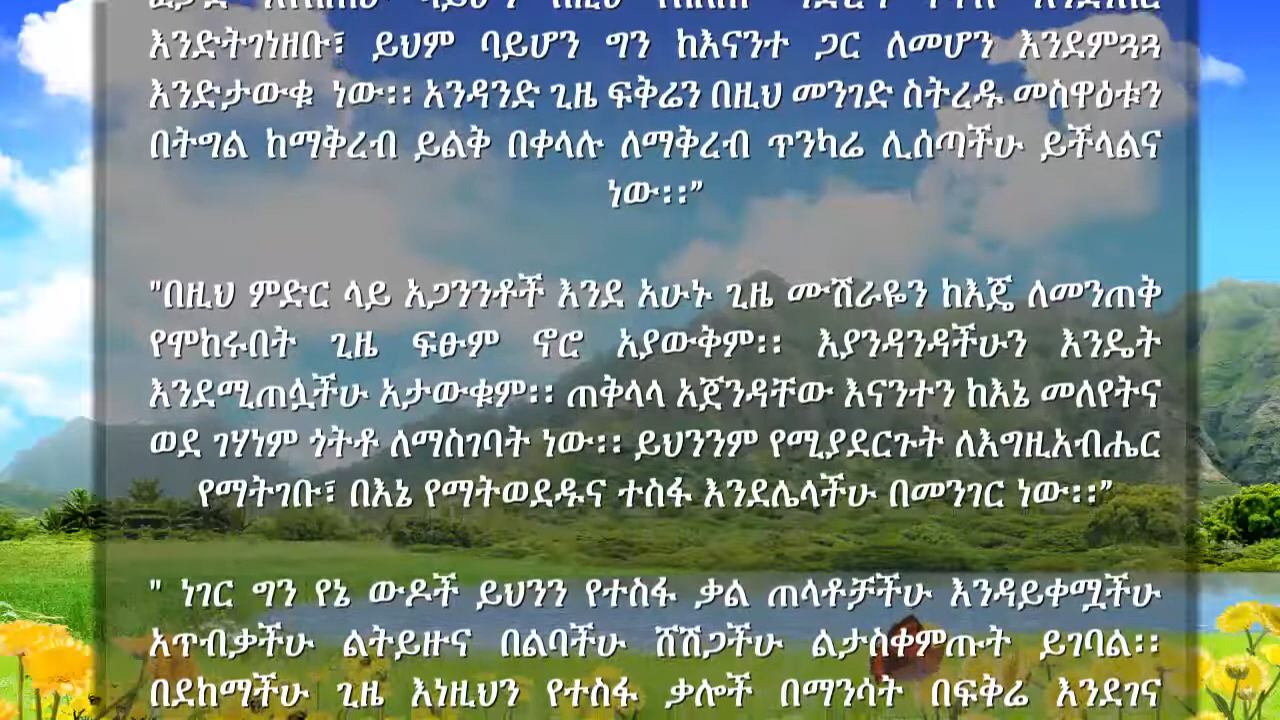 እንድትገነዘቡ፣ ይህም ባይሆን ግን ከእናንተ ጋር ለመሆን እንደምጓጓ
እንድታውቁ ነው፡፡ አንዳንድ ጊዜ ፍቅሬን በዚህ መንገድ ስትረዱ መስዋዕቱን
በትግል ከማቅረብ ይልቅ በቀላሉ ለማቅረብ ጥንካሬ ሊሰጣችሁ ይችላልና
ነው፡፡”
"በዚህ ምድር ላይ አጋንንቶች እንደ አሁኑ ጊዜ ሙሽራዬን ከእጄ ለመንጠቅ
የሞከሩበት ጊዜ ፍፁም ኖሮ አያውቅም፡፡ እያንዳንዳችሁን እንዴት
እንደሚጠሏችሁ አታውቁም፡፡ ጠቅላላ አጀንዳቸው እናንተን ከእኔ መለየትና
ወደ ገሃነም ጎትቶ ለማስገባት ነው፡፡ ይህንንም የሚያደርጉት ለእግዚአብሔር
የማትገቡ፣ በእኔ የማትወደዱና ተስፋ እንደሌላችሁ በመንገር ነው፡፡”
" ነገር ግን የኔ ውዶች ይህንን የተስፋ ቃል ጠላቶቻችሁ እንዳይቀሟችሁ
አጥብቃችሁ ልትይዙና በልባችሁ ሸሽጋችሁ ልታስቀምጡት ይገባል፡፡
በደከማችሁ ጊዜ እነዚህን የተስፋ ቃሎች በማንሳት በፍቅሬ እንደገና